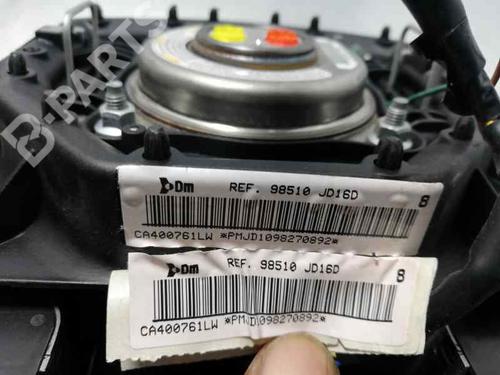 B-PARTS
Dm REF. 98510 JD16D 8
CA400761LW *PMJD1098270892*
Dm REF. 98510 JD16D 8
CA400761LW *PMJD1098270892*